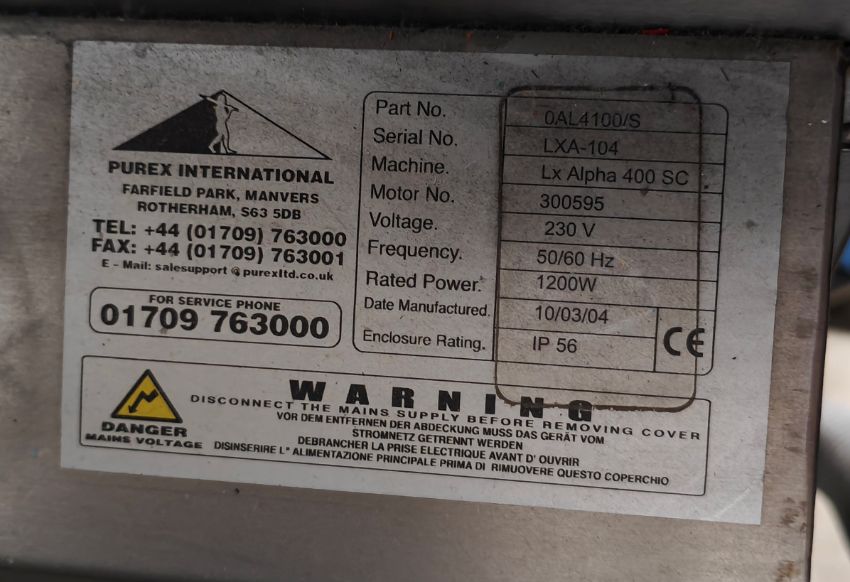 PUREX INTERNATIONAL
FARFIELD PARK, MANVERS
ROTHERHAM, S63 5DB
TEL: +44 (01709) 763000
FAX: +44 (01709) 763001
E - Mail: salesupport @ purexltd.co.uk
FOR SERVICE PHONE
01709 763000
Part No. 0AL4100/S
Serial No. LXA-104
Machine. Lx Alpha 400 SC
Motor No. 300595
Voltage. 230 V
Frequency. 50/60 Hz
Rated Power. 1200W
Date Manufactured. 10/03/04
Enclosure Rating. IP 56
CE
DANGER
MAINS VOLTAGE
WARNING
DISCONNECT THE MAINS SUPPLY BEFORE REMOVING COVER
VOR DEM ENTFERNEN DER ABDECKUNG MUSS DAS GERÄT VOM
STROMNETZ GETRENNT WERDEN
DEBRANCHER LA PRISE ELECTRIQUE AVANT D' OUVRIR
DISINSERIRE L" ALIMENTAZIONE PRINCIPALE PRIMA DI RIMUOVERE QUESTO COPERCHIO